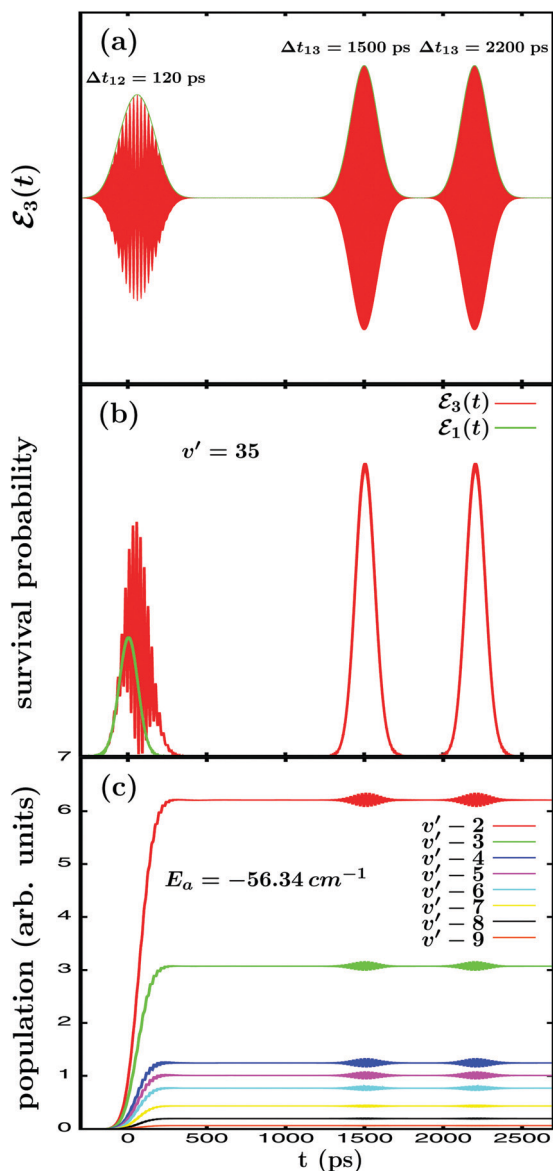 (a)
Δt₁₃ = 1500 ps Δt₁₃ = 2200 ps
Δt₁₂ = 120 ps
ℰ₃(t)
(b)
ℰ₃(t)
ℰ₁(t)
v′ = 35
survival probability
7
(c)
6
v′ − 2
v′ − 3
v′ − 4
v′ − 5
v′ − 6
v′ − 7
v′ − 8
v′ − 9
Eₐ = −56.34 cm⁻¹
5
4
3
2
1
0
population (arb. units)
0 500 1000 1500 2000 2500
t (ps)